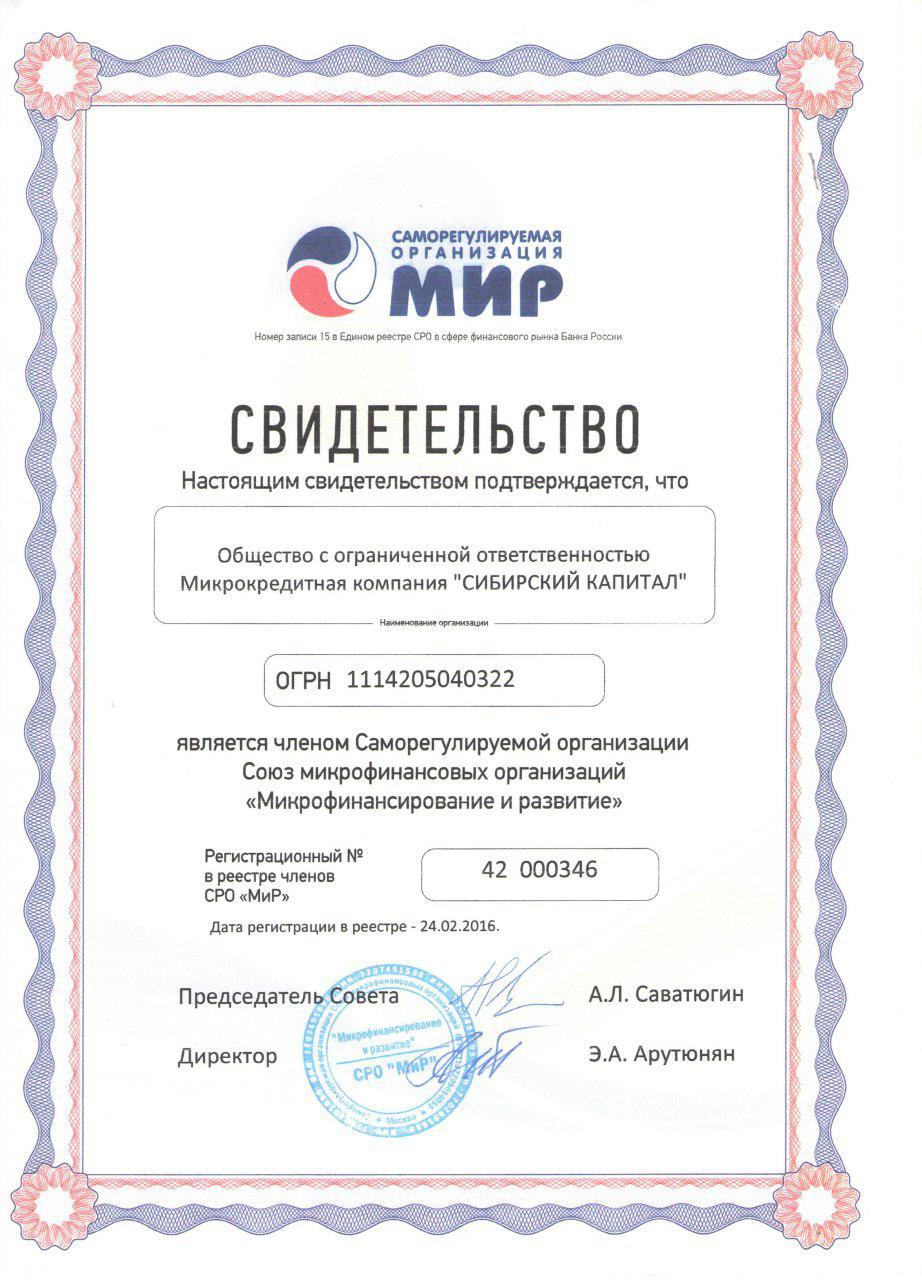 САМОРЕГУЛИРУЕМАЯ
ОРГАНИЗАЦИЯ
МИР
Номер записи 15 в Едином реестре СРО в сфере финансового рынка Банка России
СВИДЕТЕЛЬСТВО
Настоящим свидетельством подтверждается, что
Общество с ограниченной ответственностью
Микрокредитная компания "СИБИРСКИЙ КАПИТАЛ"
Наименование организации
ОГРН 1114205040322
является членом Саморегулируемой организации
Союз микрофинансовых организаций
«Микрофинансирование и развитие»
Регистрационный №
в реестре членов
СРО «МиР»
42 000346
Дата регистрации в реестре - 24.02.2016.
Председатель Совета
А.Л. Саватюгин
Директор
Э.А. Арутюнян
"Микрофинансирование
и развитие"
СРО "МиР"
Москва